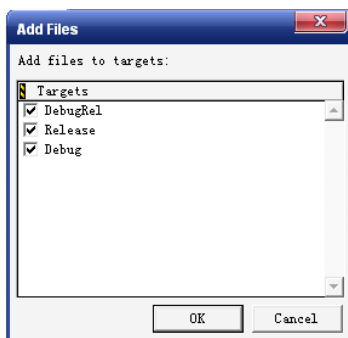 Add Files
Add files to targets:
Targets
DebugRel
Release
Debug
OK
Cancel